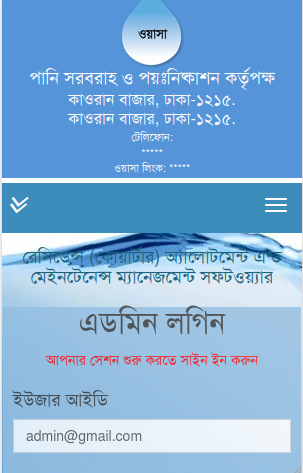 ওয়াসা
পানি সরবরাহ ও পয়ঃনিষ্কাশন কর্তৃপক্ষ
কাওরান বাজার, ঢাকা-১২১৫.
কাওরান বাজার, ঢাকা-১২১৫.
টেলিফোন:
*****
ওয়াসা লিংক: *****
রেসিডেন্স (কোয়ার্টার) অ্যালোটমেন্ট এন্ড
মেইনটেনেন্স ম্যানেজমেন্ট সফটওয়্যার
এডমিন লগিন
আপনার সেশন শুরু করতে সাইন ইন করুন
ইউজার আইডি
admin@gmail.com